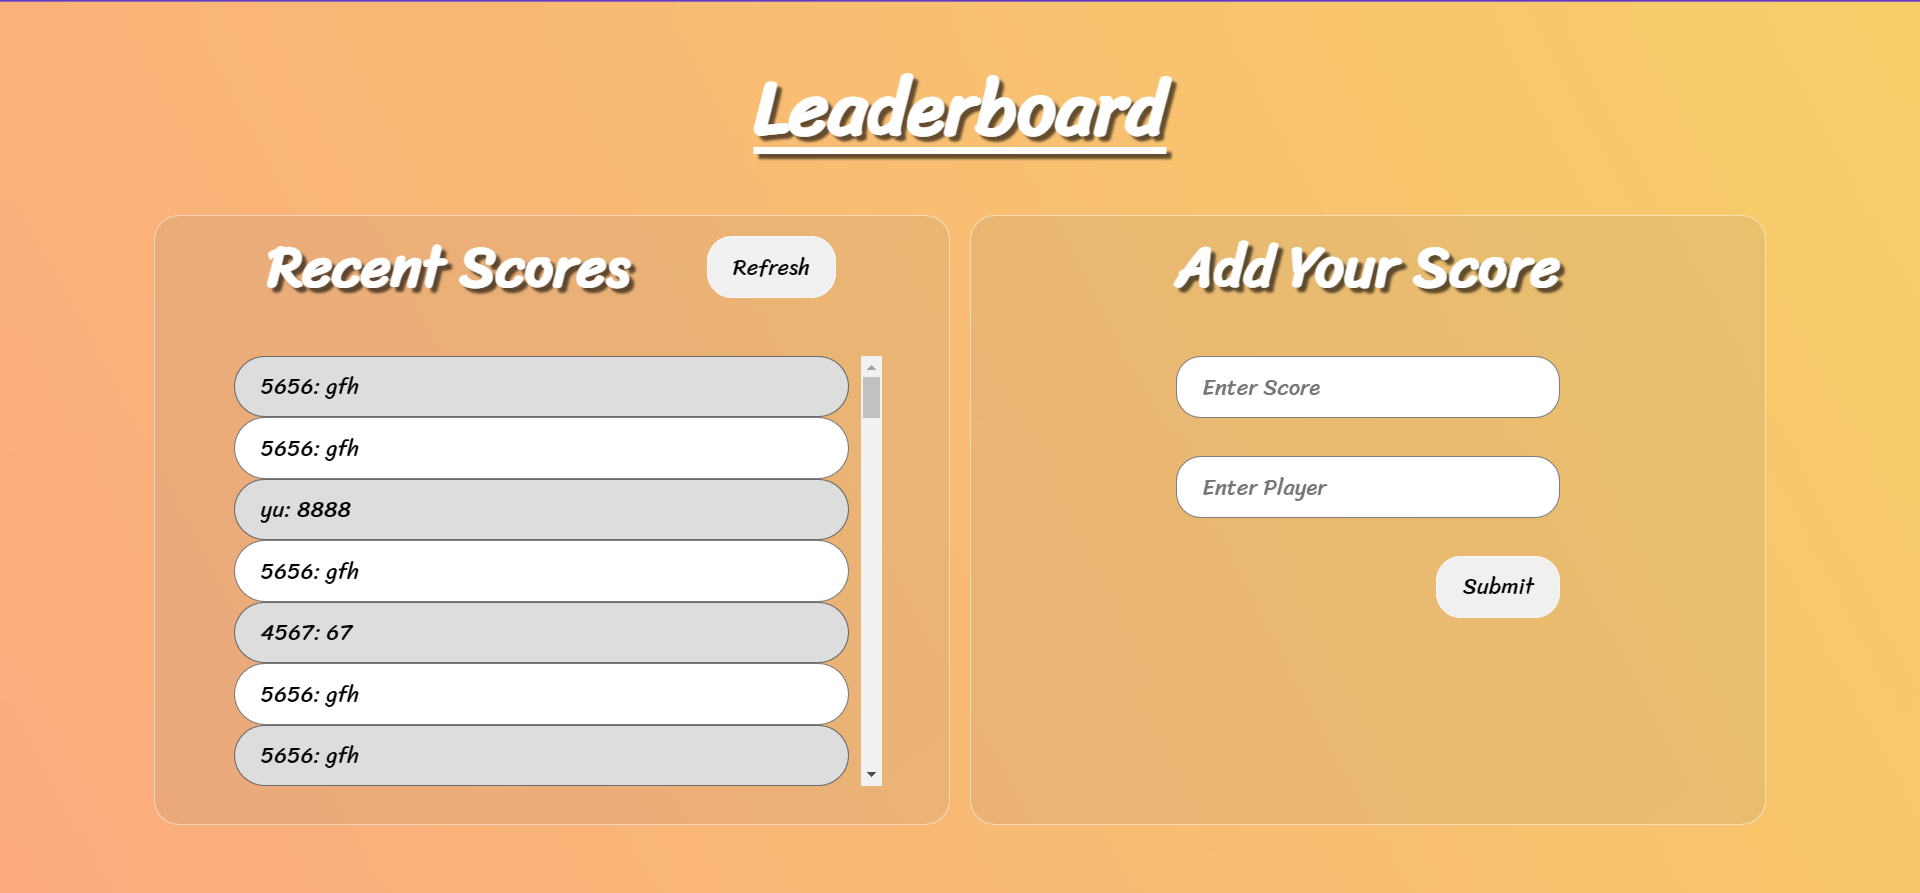 Leaderboard
Recent Scores
Refresh
5656: gfh
5656: gfh
yu: 8888
5656: gfh
4567: 67
5656: gfh
5656: gfh
Add Your Score
Enter Score
Enter Player
Submit